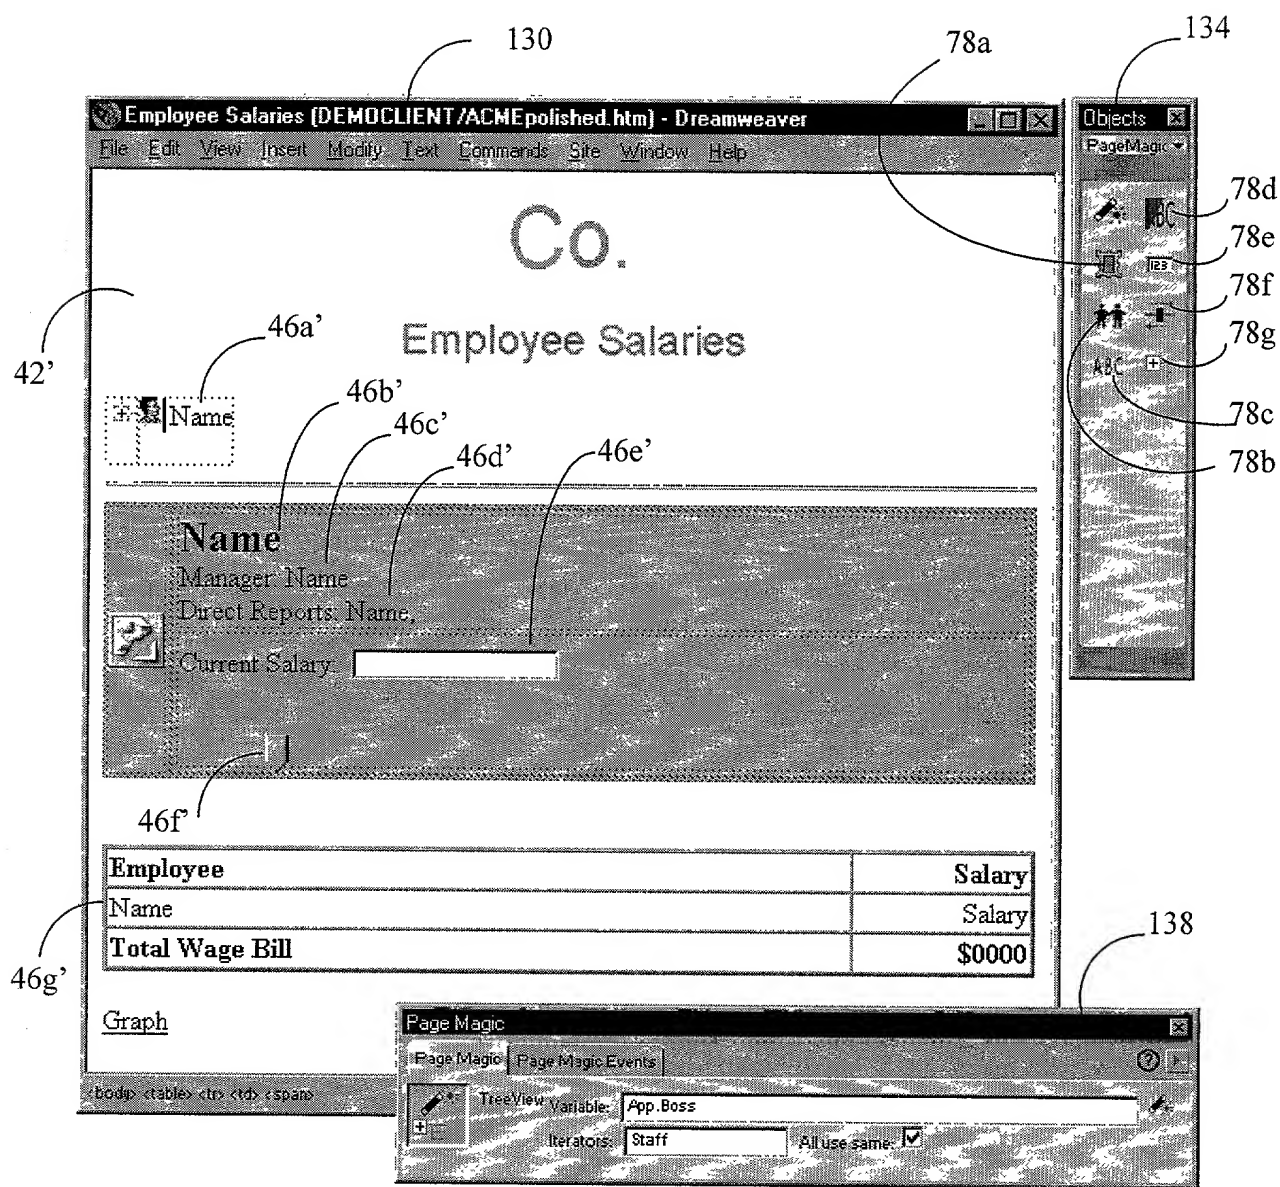 130
78a
134
Employee Salaries (DEMOCLIENT/ACMEpolished.htm) - Dreamweaver
Objects
File Edit View Insert Modify Text Commands Site Window Help
PageMagic
78d
ABC
Co.
78e
123
78f
46a’
Employee Salaries
42’
78g
46b’
ABC
Name
46c’
78c
46d’
46e’
78b
Name
Manager: Name
Direct Reports: Name,
Current Salary
46f’
Employee Salary
Name Salary
Total Wage Bill $0000
138
46g’
Graph
Page Magic
Page Magic Page Magic Events
<body> <table> <tr> <td> <span>
TreeView Variable: App.Boss
Iterators: Staff All use same: